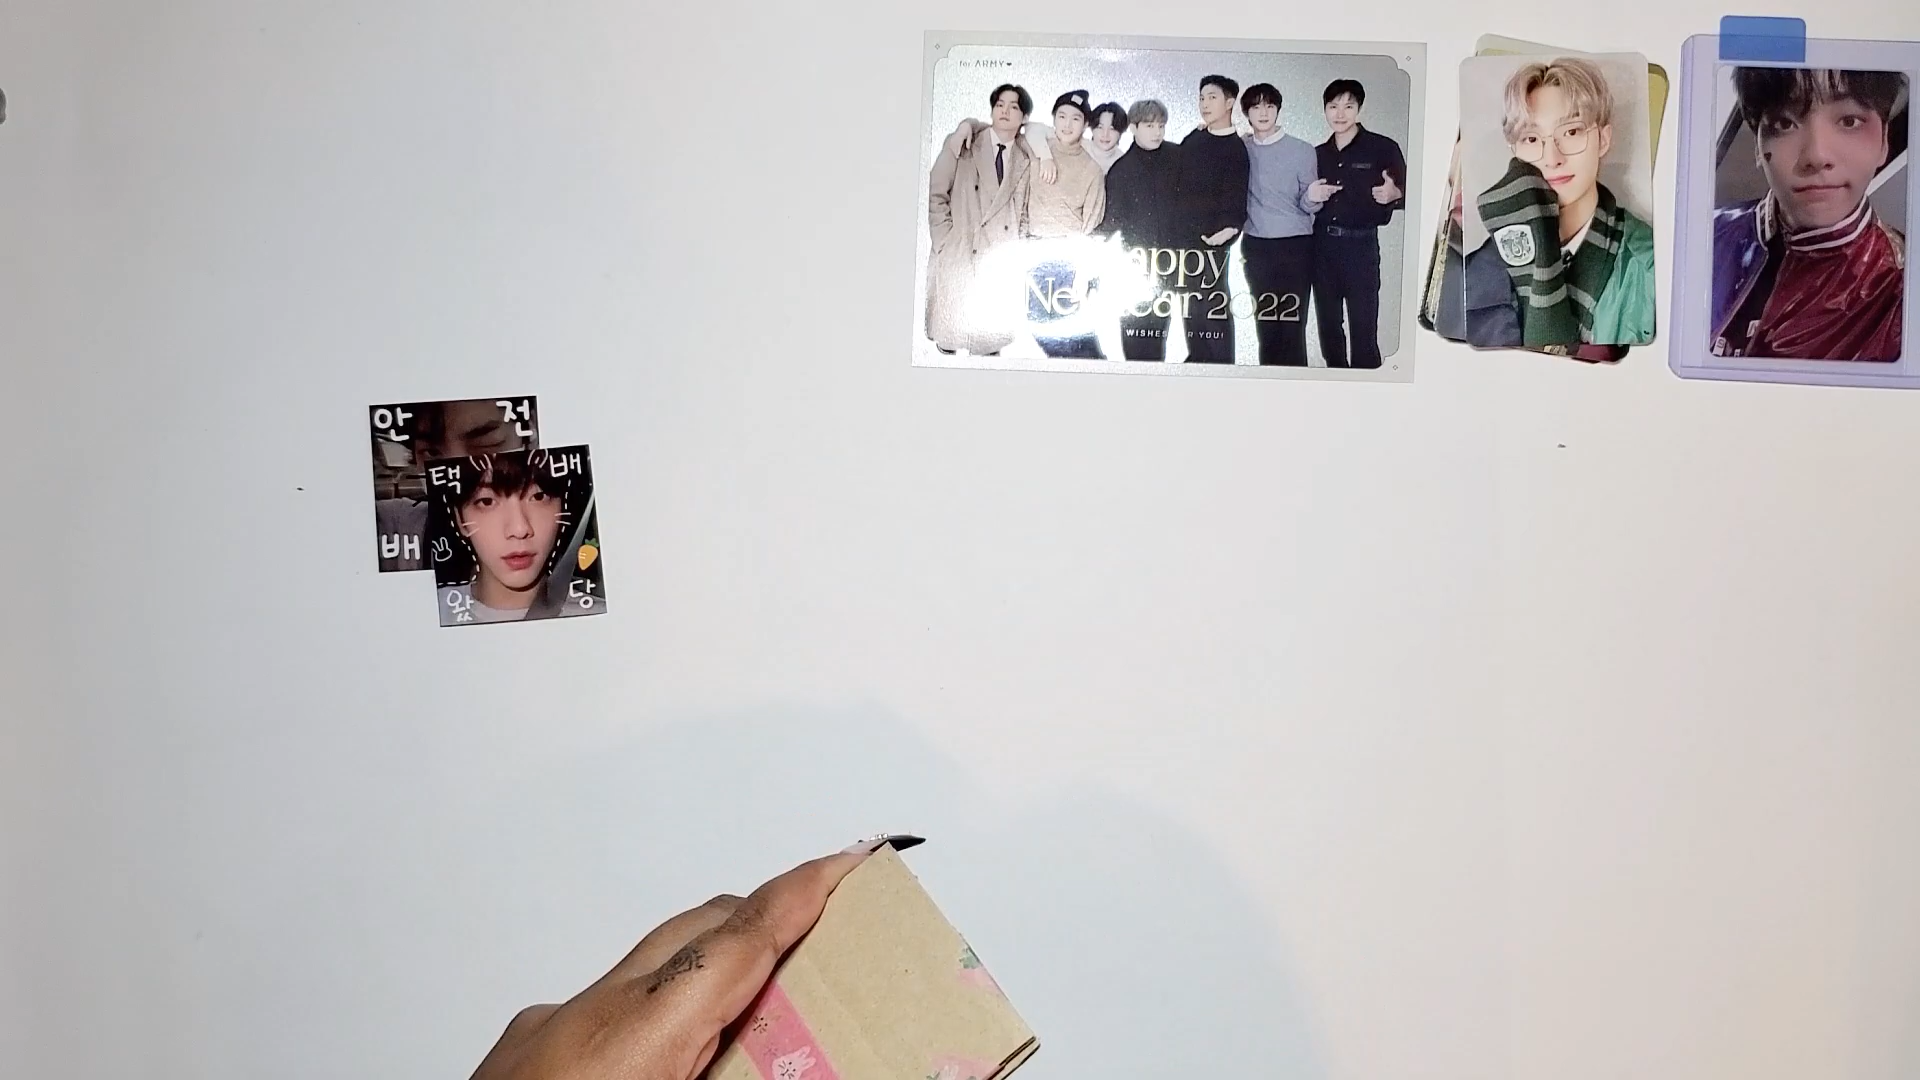 for ARMY
Happy
New Year 2022
WISHES FOR YOU!
안 전
배
택 배
왔 당